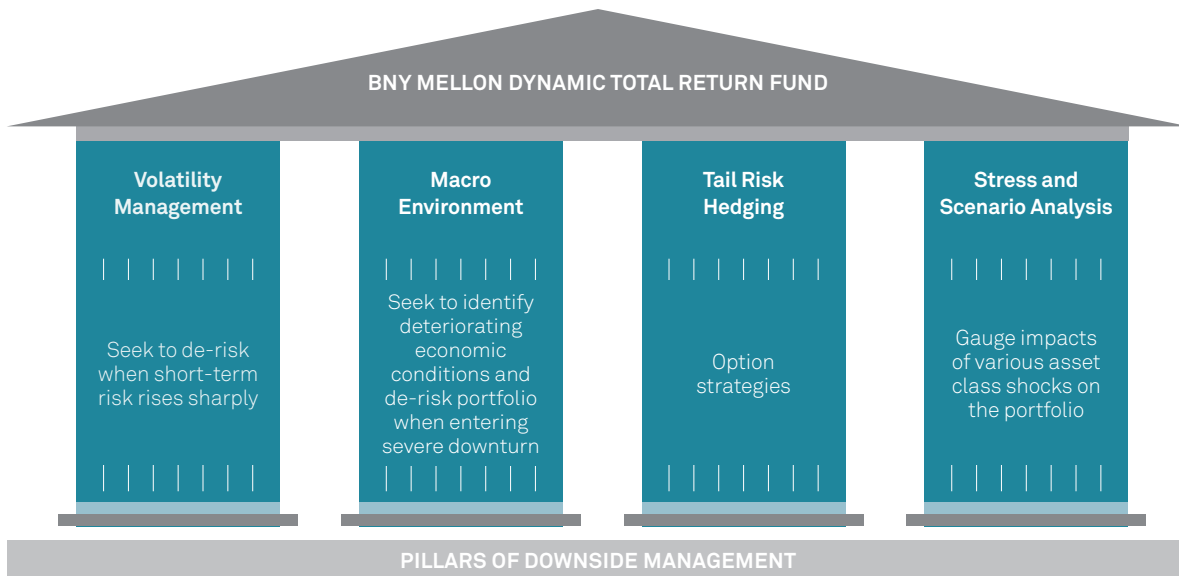 BNY MELLON DYNAMIC TOTAL RETURN FUND
Volatility
Management
Seek to de-risk
when short-term
risk rises sharply
Macro
Environment
Seek to identify
deteriorating
economic
conditions and
de-risk portfolio
when entering
severe downturn
Tail Risk
Hedging
Option
strategies
Stress and
Scenario Analysis
Gauge impacts
of various asset
class shocks on
the portfolio
PILLARS OF DOWNSIDE MANAGEMENT